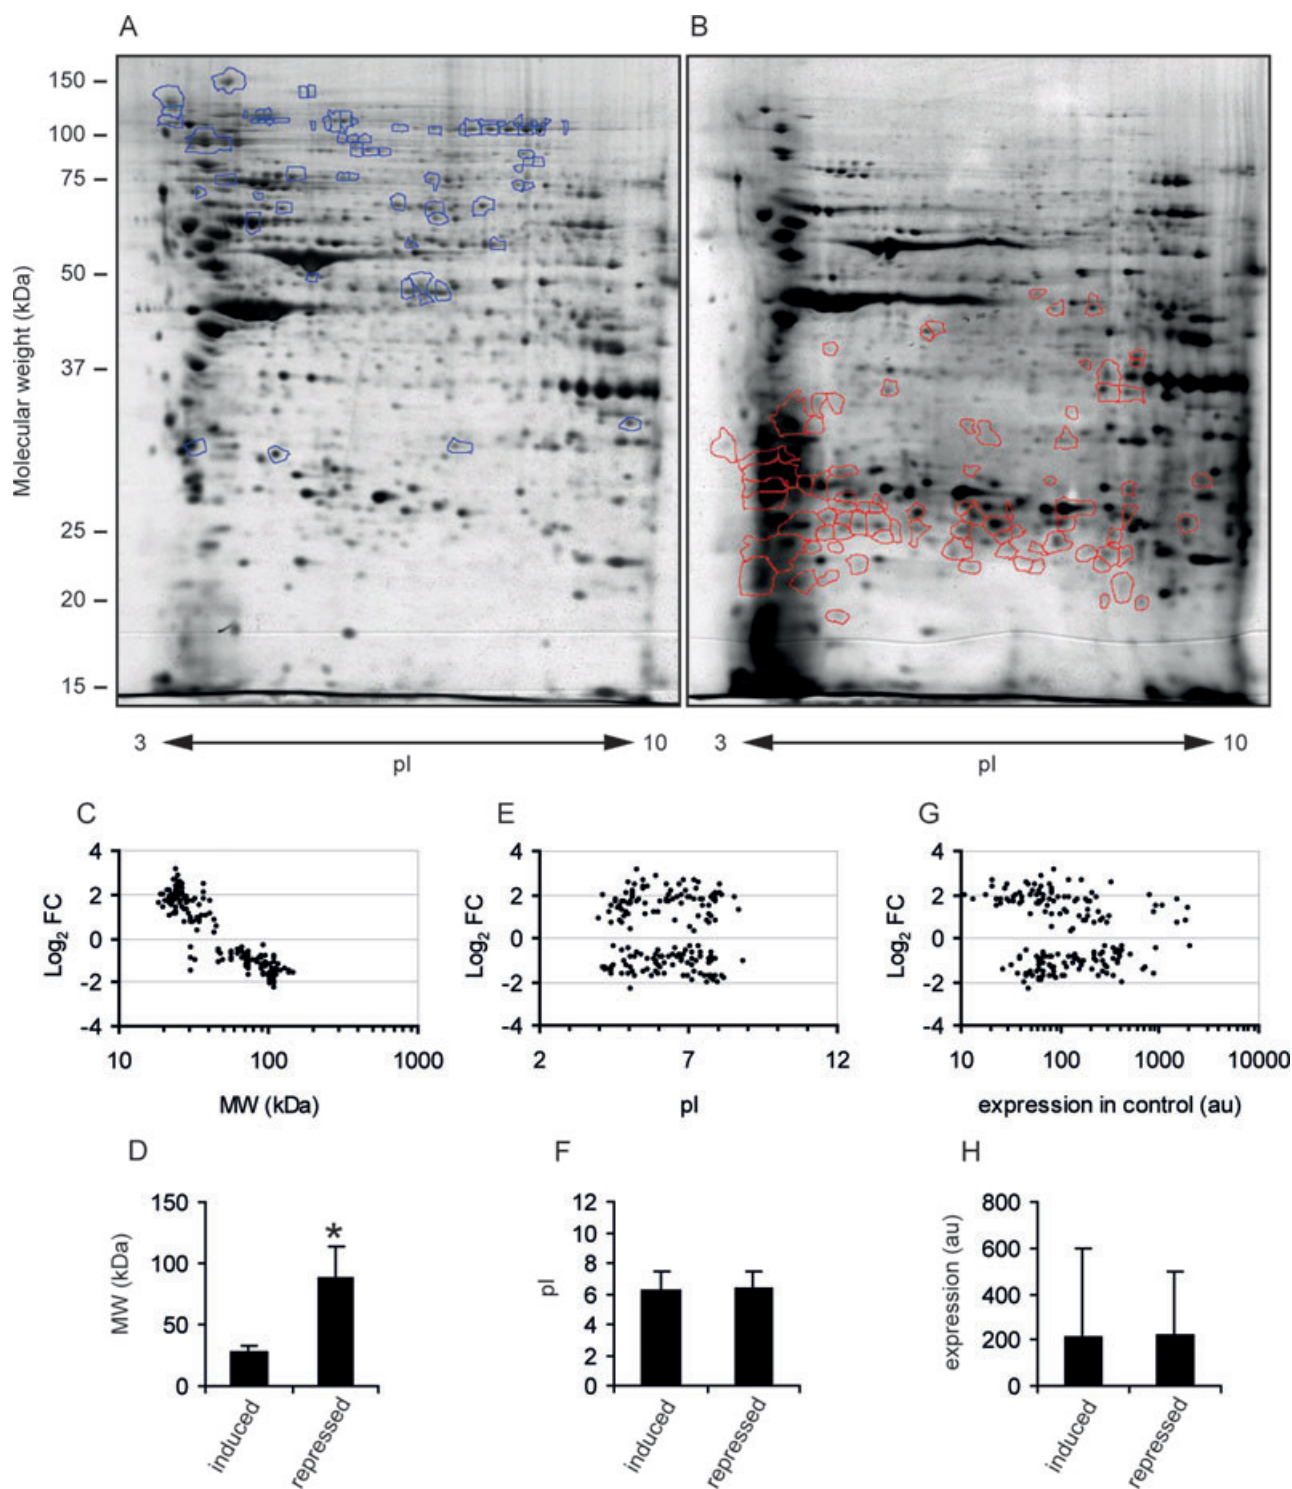 A
B
Molecular weight (kDa)
150
100
75
50
37
25
20
15
3
10
pI
3
10
pI
C
E
G
Log2 FC
4
2
0
-2
-4
10
100
1000
MW (kDa)
Log2 FC
4
2
0
-2
-4
2
7
12
pI
Log2 FC
4
2
0
-2
-4
10
100
1000
10000
expression in control (au)
D
F
H
MW (kDa)
150
100
50
0
*
induced
repressed
pI
12
10
8
6
4
2
0
induced
repressed
expression (au)
800
600
400
200
0
induced
repressed